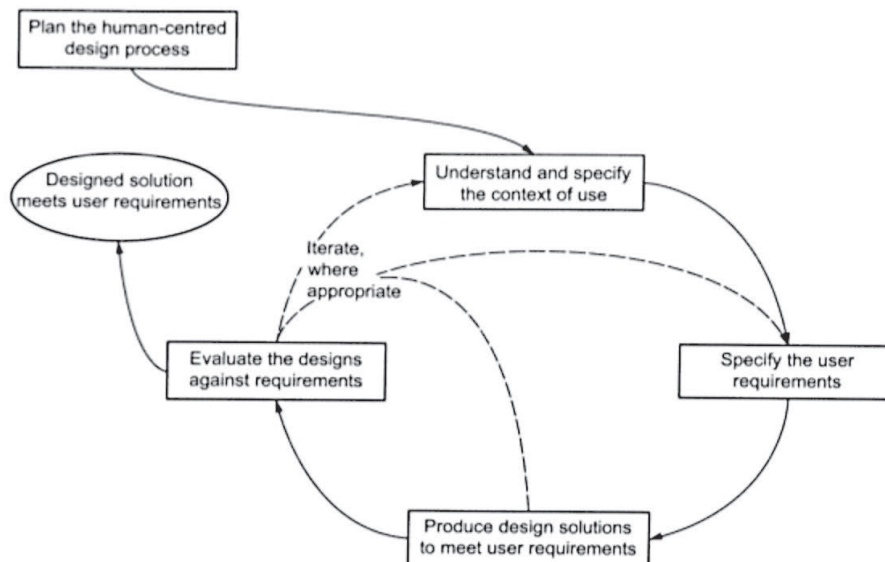 Plan the human-centred
design process
Understand and specify
the context of use
Designed solution
meets user requirements
Iterate,
where
appropriate
Evaluate the designs
against requirements
Specify the user
requirements
Produce design solutions
to meet user requirements